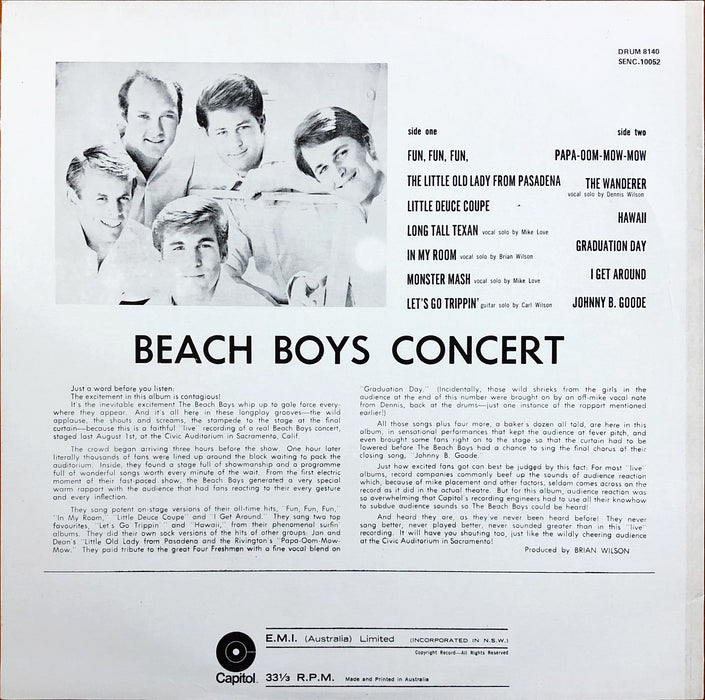 DRUM 8140
SENC.10052
side one
FUN, FUN, FUN,
THE LITTLE OLD LADY FROM PASADENA
LITTLE DEUCE COUPE
LONG TALL TEXAN vocal solo by Mike Love
IN MY ROOM vocal solo by Brian Wilson
MONSTER MASH vocal solo by Mike Love
LET'S GO TRIPPIN' guitar solo by Carl Wilson
side two
PAPA-OOM-MOW-MOW
THE WANDERER
vocal solo by Dennis Wilson
HAWAII
GRADUATION DAY
I GET AROUND
JOHNNY B. GOODE
BEACH BOYS CONCERT
Just a word before you listen:
The excitement in this album is contagious!
It's the inevitable excitement The Beach Boys whip up to gale force every-
where they appear. And it's all here in these longplay grooves—the wild
applause, the shouts and screams, the stampede to the stage at the final
curtain—because this is a faithful "live" recording of a real Beach Boys concert,
staged last August 1st, at the Civic Auditorium in Sacramento, Calif.
The crowd began arriving three hours before the show. One hour later
literally thousands of fans were lined up around the block waiting to pack the
auditorium. Inside, they found a stage full of showmanship and a programme
full of wonderful songs worth every minute of the wait. From the first electric
moment of their fast-paced show, the Beach Boys generated a very special
warm rapport with the audience that had fans reacting to their every gesture
and every inflection.
They sang potent on-stage versions of their all-time hits, "Fun, Fun, Fun,"
"In My Room," "Little Deuce Coupe" and "I Get Around." They sang two top
favourites, "Let's Go Trippin" and "Hawaii," from their phenomenal surfin'
albums. They did their own sock versions of the hits of other groups: Jan and
Dean's "Little Old Lady from Pasadena and the Rivington's "Papa-Oom-Mow-
Mow." They paid tribute to the great Four Freshmen with a fine vocal blend on
"Graduation Day." (Incidentally, those wild shrieks from the girls in the
audience at the end of this number were brought on by an off-mike vocal note
from Dennis, back at the drums—just one instance of the rapport mentioned
earlier!)
All those songs plus four more, a baker's dozen all told, are here in this
album, in sensational performances that kept the audience at fever pitch, and
even brought some fans right on to the stage so that the curtain had to be
lowered before The Beach Boys had a chance to sing the final chorus of their
closing song, Johnny B. Goode.
Just how excited fans got can best be judged by this fact: For most "live"
albums, record companies commonly beef up the sounds of audience reaction
which, because of mike placement and other factors, seldom comes across on the
record as it did in the actual theatre. But for this album, audience reaction was
so overwhelming that Capitol's recording engineers had to use all their knowhow
to subdue audience sounds so The Beach Boys could be heard!
And heard they are, as they've never been heard before! They never
sang better, never played better, never sounded greater than in this "live"
recording. It will have you shouting too, just like the wildly cheering audience
at the Civic Auditorium in Sacramento!
Produced by BRIAN WILSON
Capitol.
E.M.I. (Australia) Limited (INCORPORATED IN N.S.W.)
Copyright Record—All Rights Reserved
33⅓ R.P.M. Made and Printed in Australia